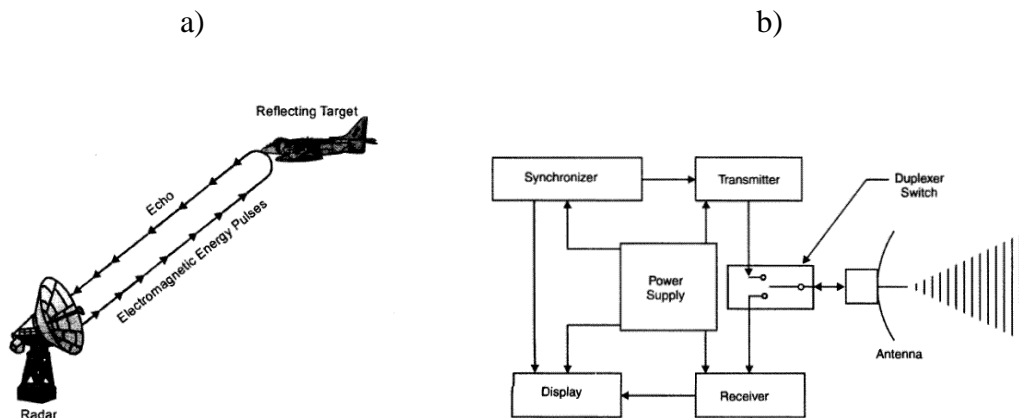 a)
b)
Reflecting Target
Echo
Electromagnetic Energy Pulses
Radar
Synchronizer
Transmitter
Duplexer
Switch
Power
Supply
Antenna
Display
Receiver